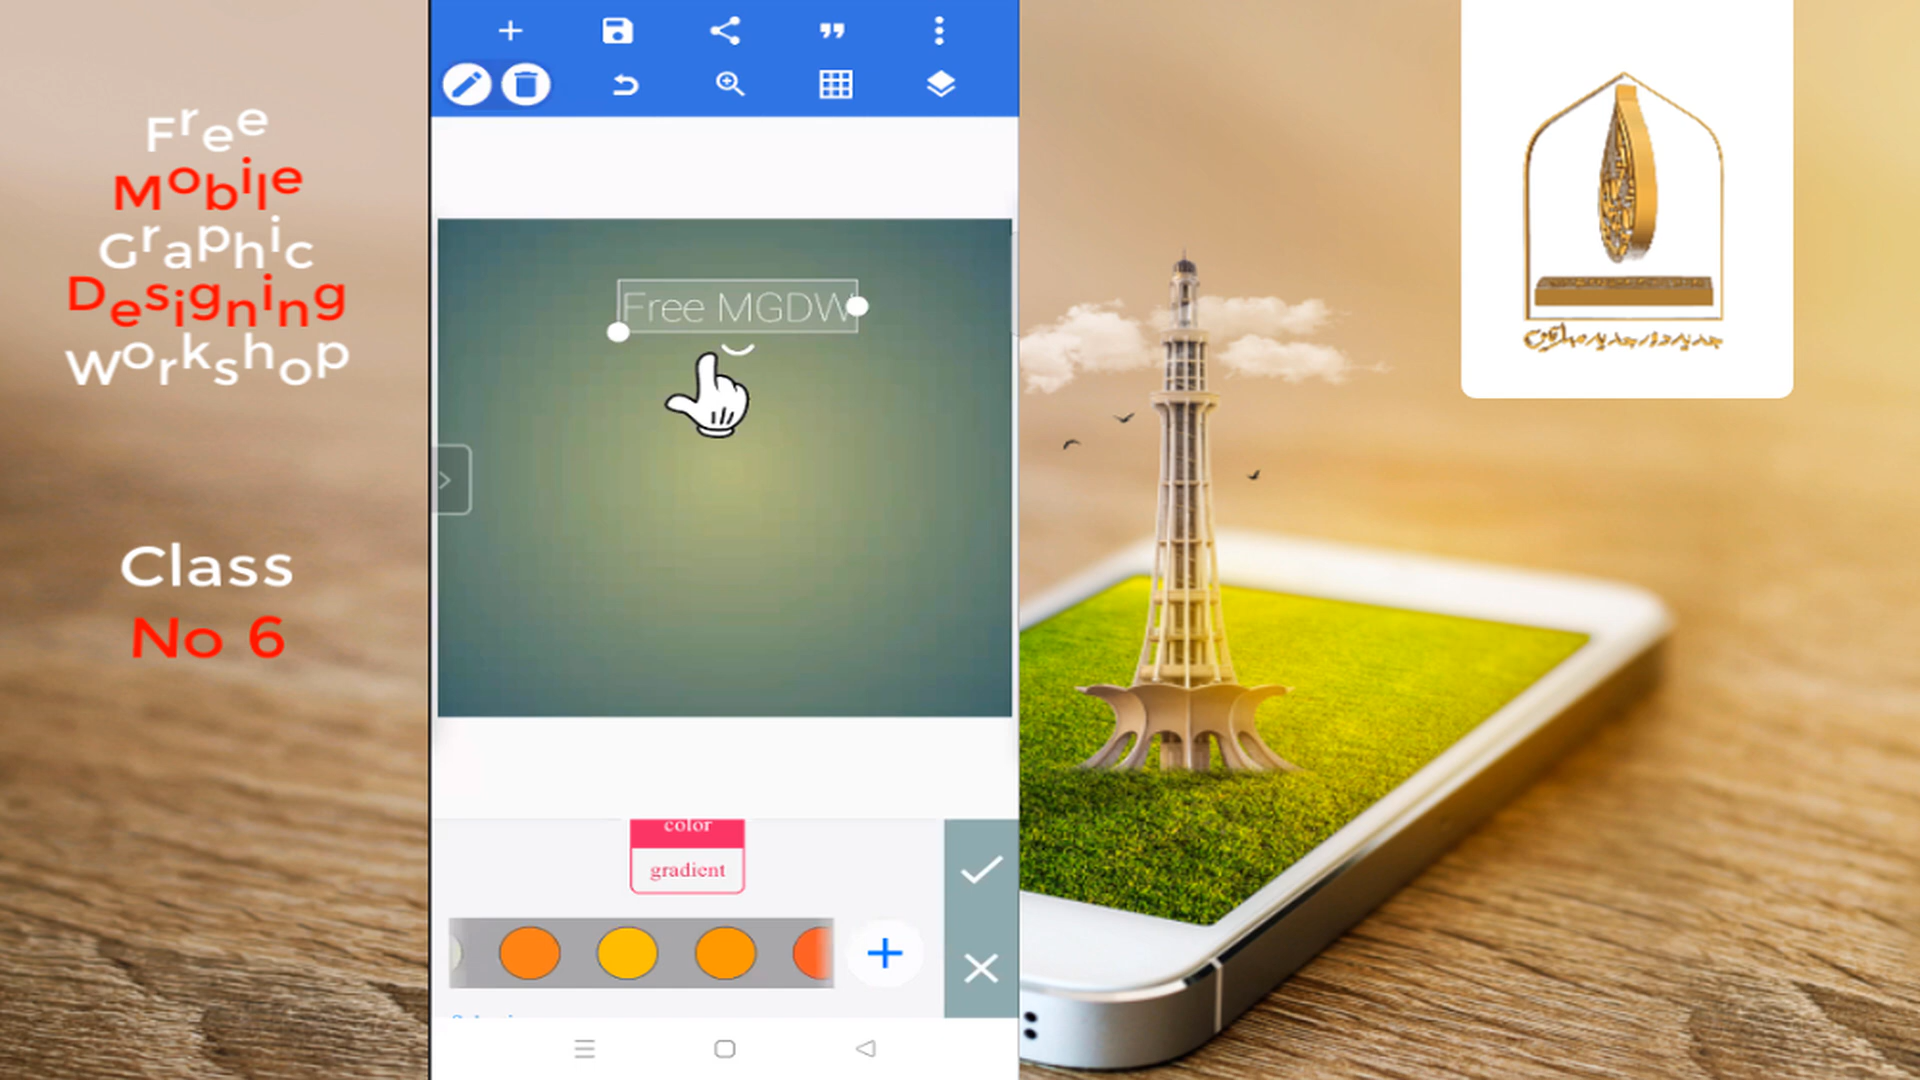 Free
Mobile
Graphic
Designing
Workshop
Class
No 6
Free MGDW
color
gradient